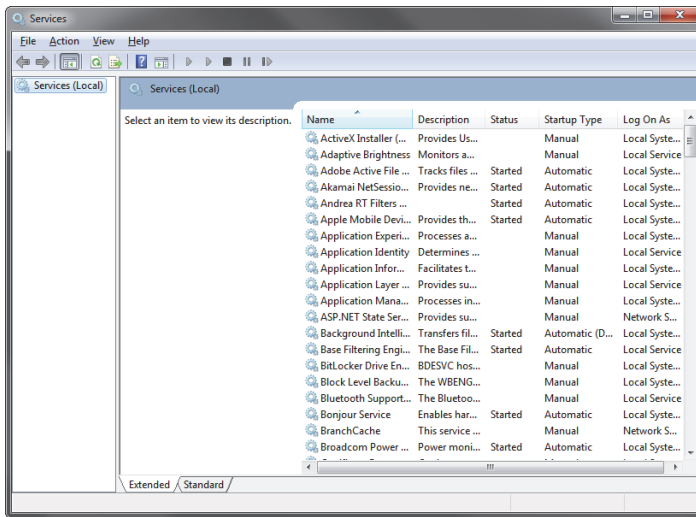 Services
File Action View Help
Services (Local)
Services (Local)
Select an item to view its description.
Name Description Status Startup Type Log On As
ActiveX Installer (... Provides Us... Manual Local Syste...
Adaptive Brightness Monitors a... Manual Local Service
Adobe Active File ... Tracks files ... Started Automatic Local Syste...
Akamai NetSessio... Provides ne... Started Automatic Local Syste...
Andrea RT Filters ... Started Automatic Local Syste...
Apple Mobile Devi... Provides th... Started Automatic Local Syste...
Application Experi... Processes a... Manual Local Syste...
Application Identity Determines ... Manual Local Service
Application Infor... Facilitates t... Manual Local Syste...
Application Layer ... Provides su... Manual Local Service
Application Mana... Processes in... Manual Local Syste...
ASP.NET State Ser... Provides su... Manual Network S...
Background Intelli... Transfers fil... Started Automatic (D... Local Syste...
Base Filtering Engi... The Base Fil... Started Automatic Local Service
BitLocker Drive En... BDESVC hos... Manual Local Syste...
Block Level Backu... The WBENG... Manual Local Syste...
Bluetooth Support... The Bluetoo... Manual Local Service
Bonjour Service Enables har... Started Automatic Local Syste...
BranchCache This service ... Manual Network S...
Broadcom Power ... Power moni... Started Automatic Local Syste...
Extended Standard